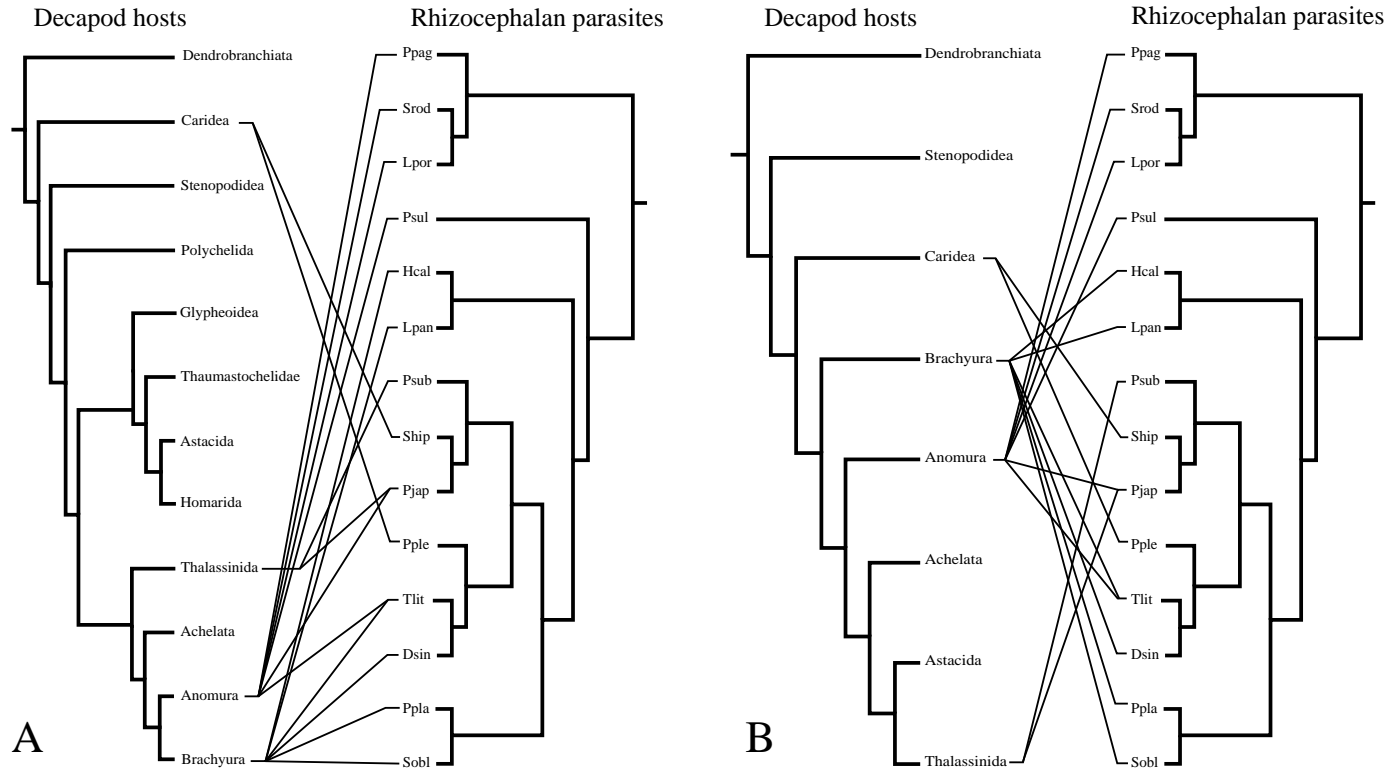 Decapod hosts
Rhizocephalan parasites
Dendrobranchiata
Caridea
Stenopodidea
Polychelida
Glypheoidea
Thaumastochelidae
Astacida
Homarida
Thalassinida
Achelata
Anomura
Brachyura
Ppag
Srod
Lpor
Psul
Hcal
Lpan
Psub
Ship
Pjap
Pple
Tlit
Dsin
Ppla
Sobl
A
Decapod hosts
Rhizocephalan parasites
Dendrobranchiata
Stenopodidea
Caridea
Brachyura
Anomura
Achelata
Astacida
Thalassinida
Ppag
Srod
Lpor
Psul
Hcal
Lpan
Psub
Ship
Pjap
Pple
Tlit
Dsin
Ppla
Sobl
B